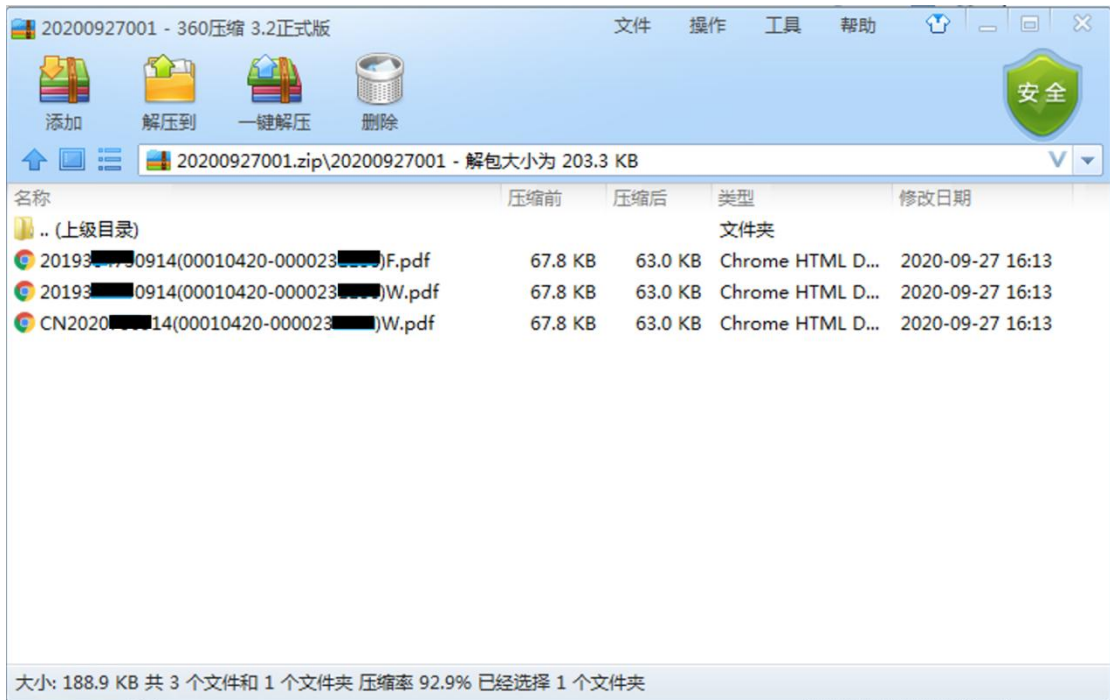 20200927001 - 360压缩 3.2正式版 文件 操作 工具 帮助
添加 解压到 一键解压 删除 安全
20200927001.zip\20200927001 - 解包大小为 203.3 KB
名称 压缩前 压缩后 类型 修改日期
.. (上级目录) 文件夹
20193 0914(00010420-000023 )F.pdf 67.8 KB 63.0 KB Chrome HTML D... 2020-09-27 16:13
20193 0914(00010420-000023 )W.pdf 67.8 KB 63.0 KB Chrome HTML D... 2020-09-27 16:13
CN2020 14(00010420-000023 )W.pdf 67.8 KB 63.0 KB Chrome HTML D... 2020-09-27 16:13
大小: 188.9 KB 共 3 个文件和 1 个文件夹 压缩率 92.9% 已经选择 1 个文件夹